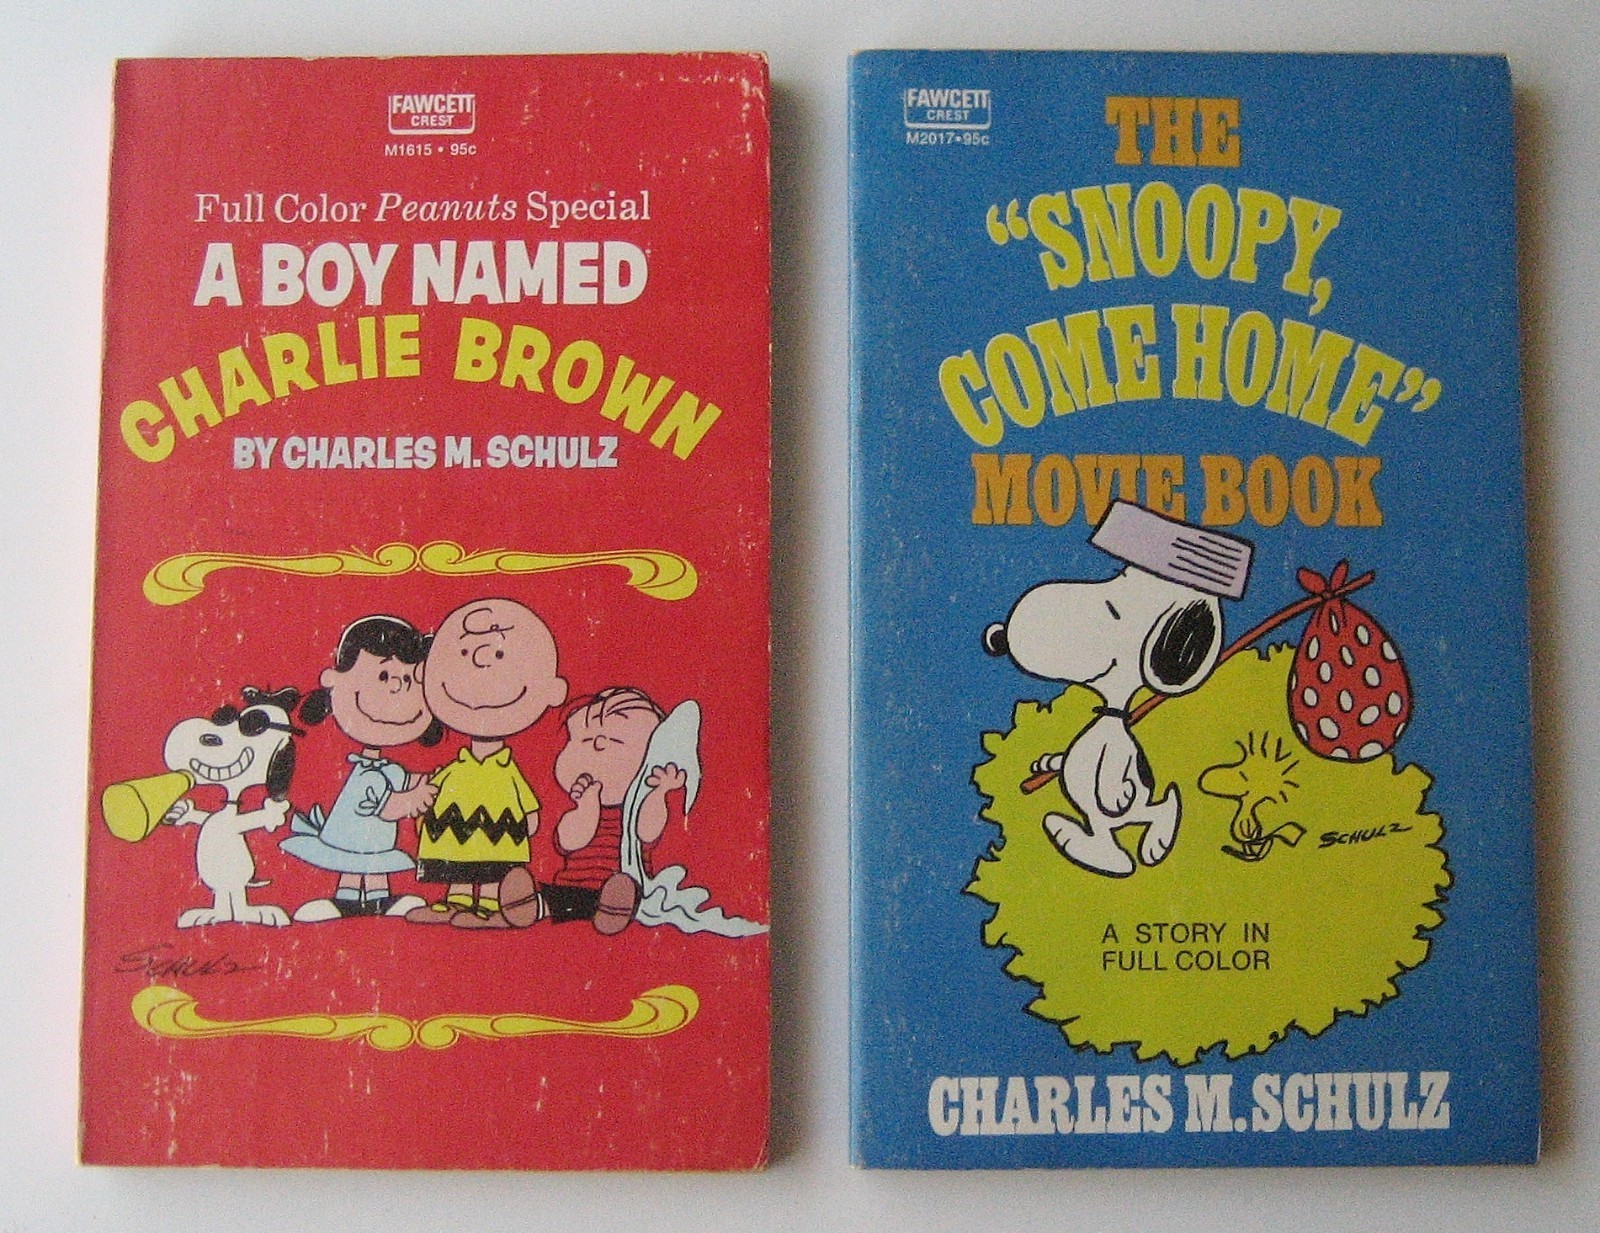 FAWCETT
CREST
M1615 • 95c
Full Color Peanuts Special
A BOY NAMED
CHARLIE BROWN
BY CHARLES M. SCHULZ
SCHULZ
FAWCETT
CREST
M2017•95c
THE
“SNOOPY,
COME HOME”
MOVIE BOOK
SCHULZ
A STORY IN
FULL COLOR
CHARLES M. SCHULZ